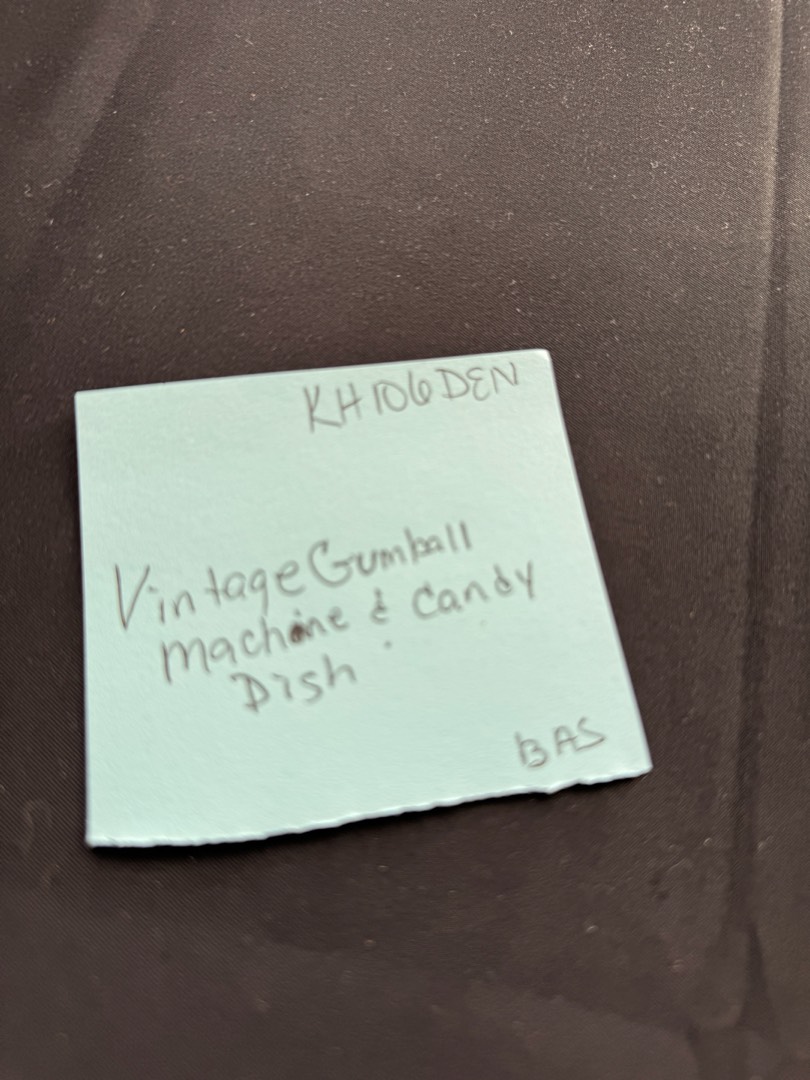 KH106DEN
Vintage Gumball
Machine & Candy
Dish
BAS